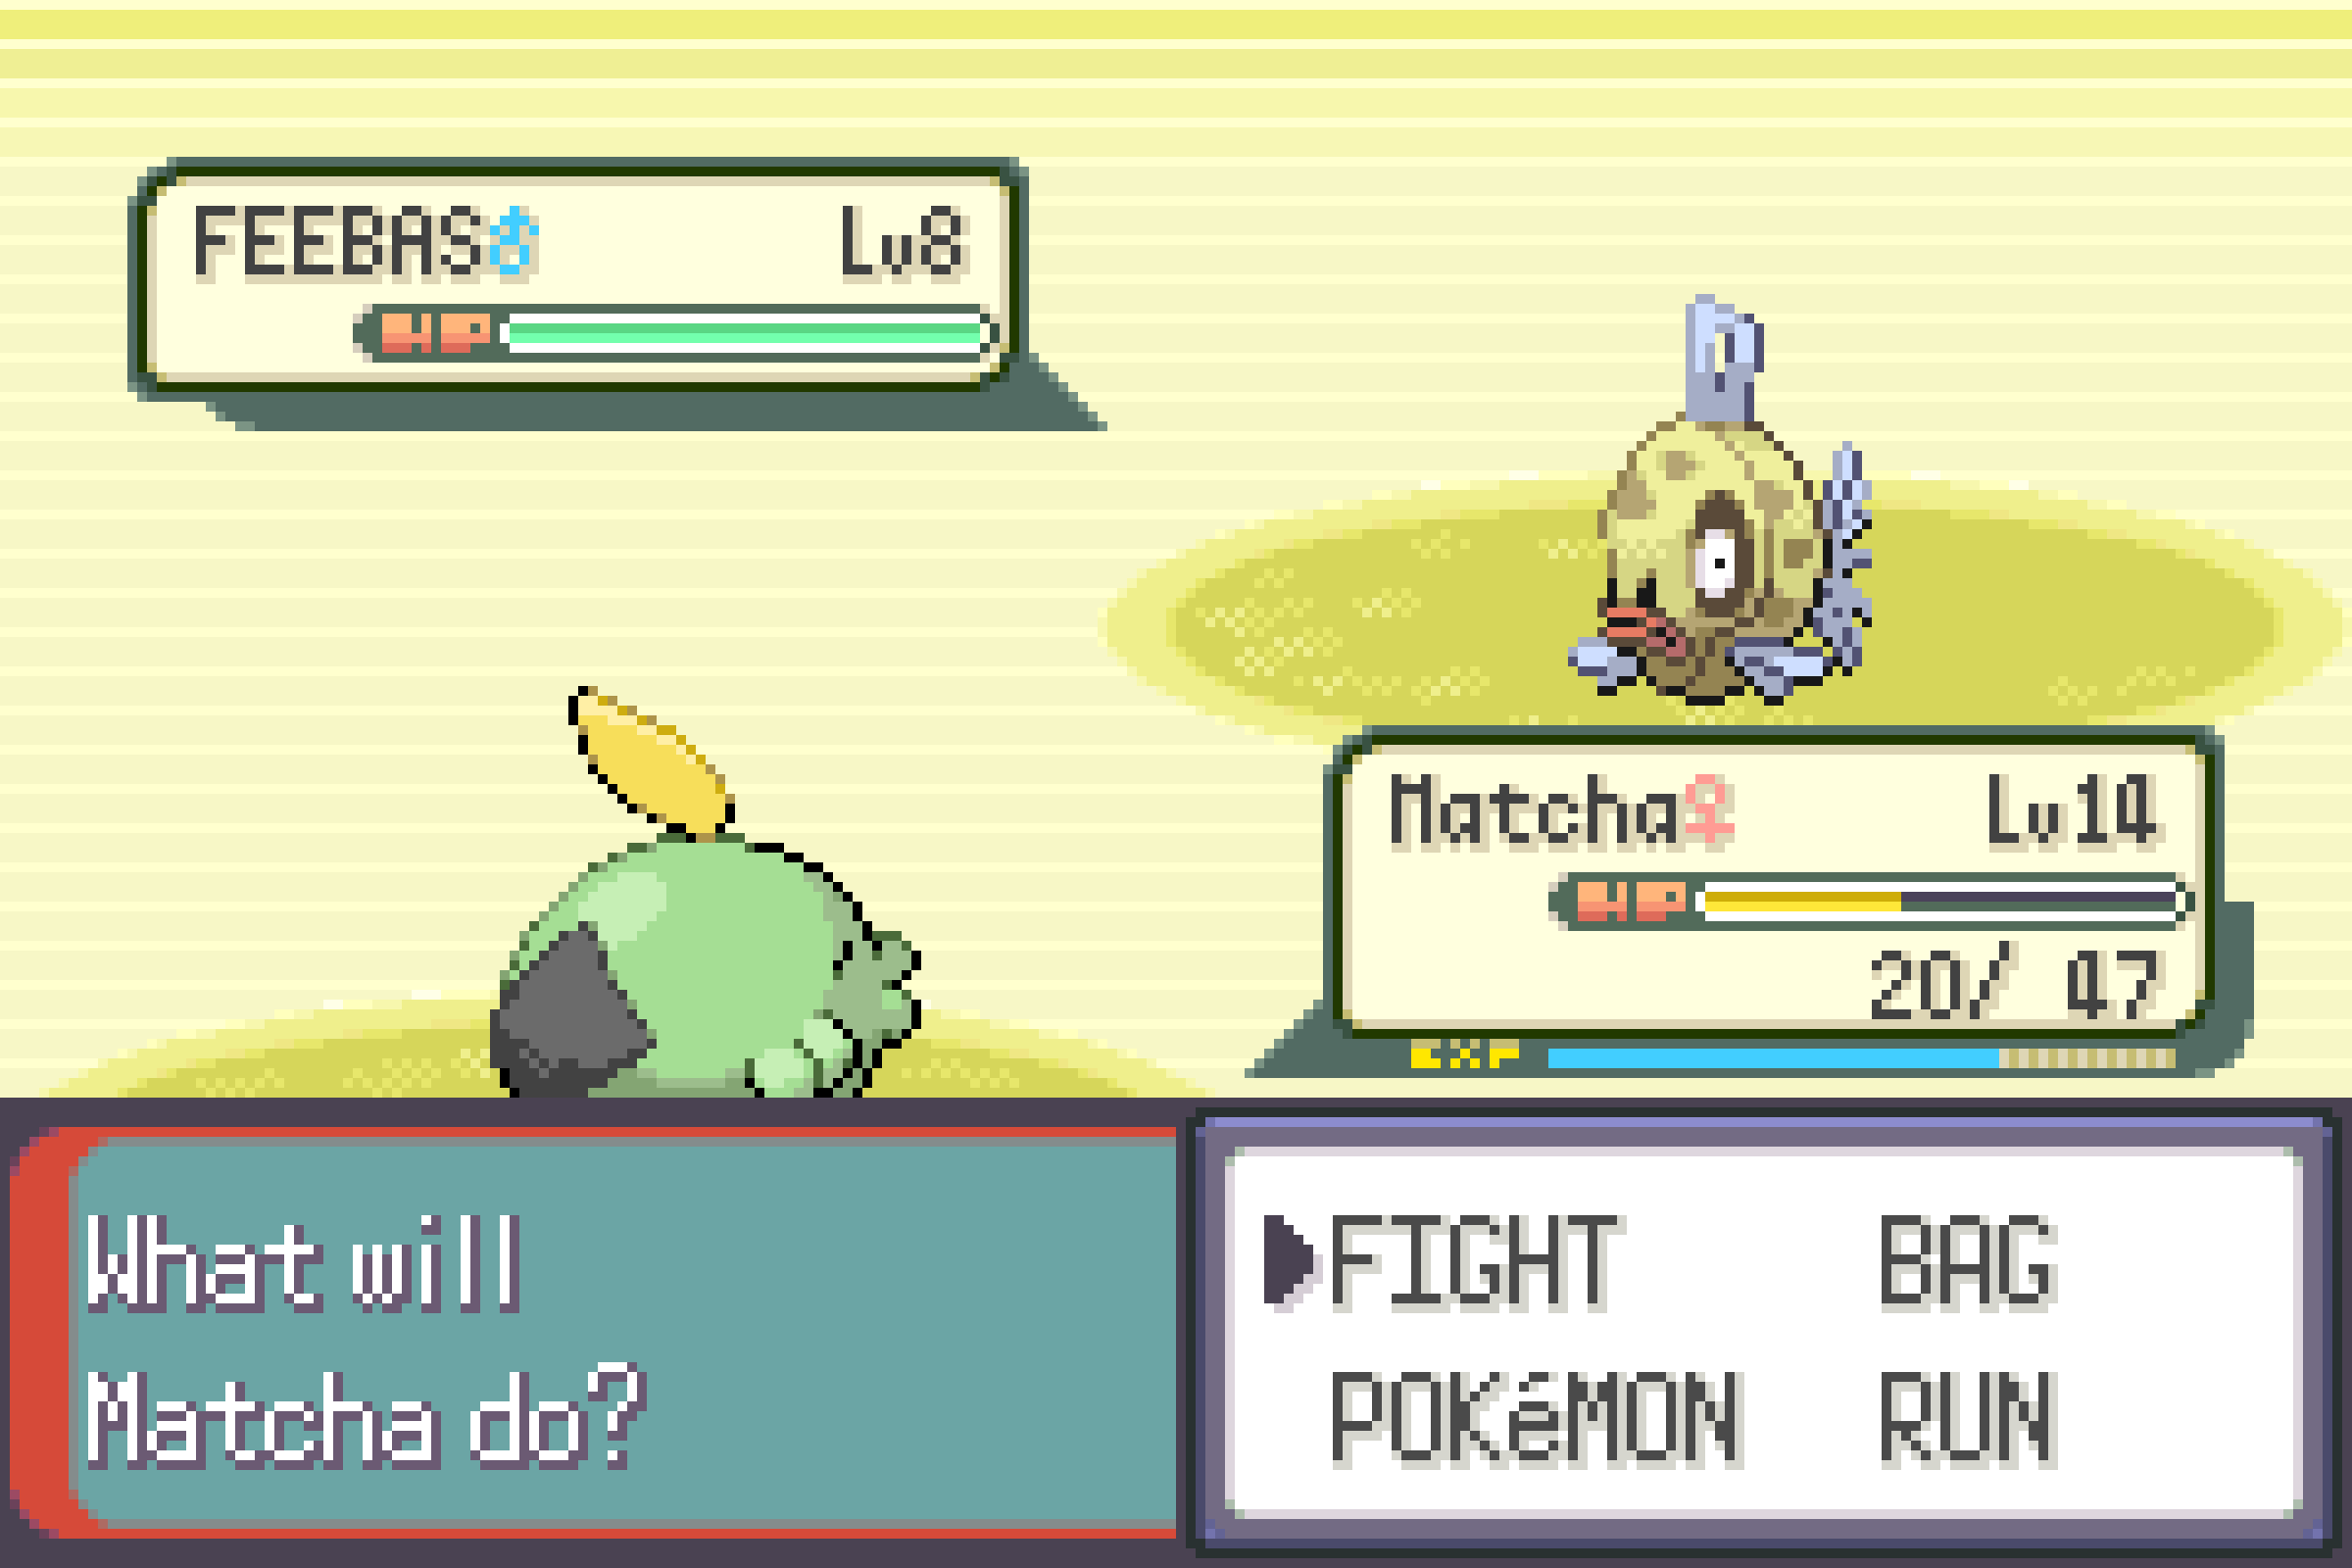 FEEBAS♂ Lv8
HP
Matcha♀ Lv14
HP
20/ 47
EXP
What will
Matcha do?
FIGHT BAG
POKéMON RUN